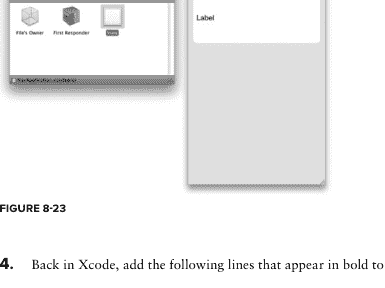 Label
File's Owner First Responder View
FIGURE 8-23
4. Back in Xcode, add the following lines that appear in bold to